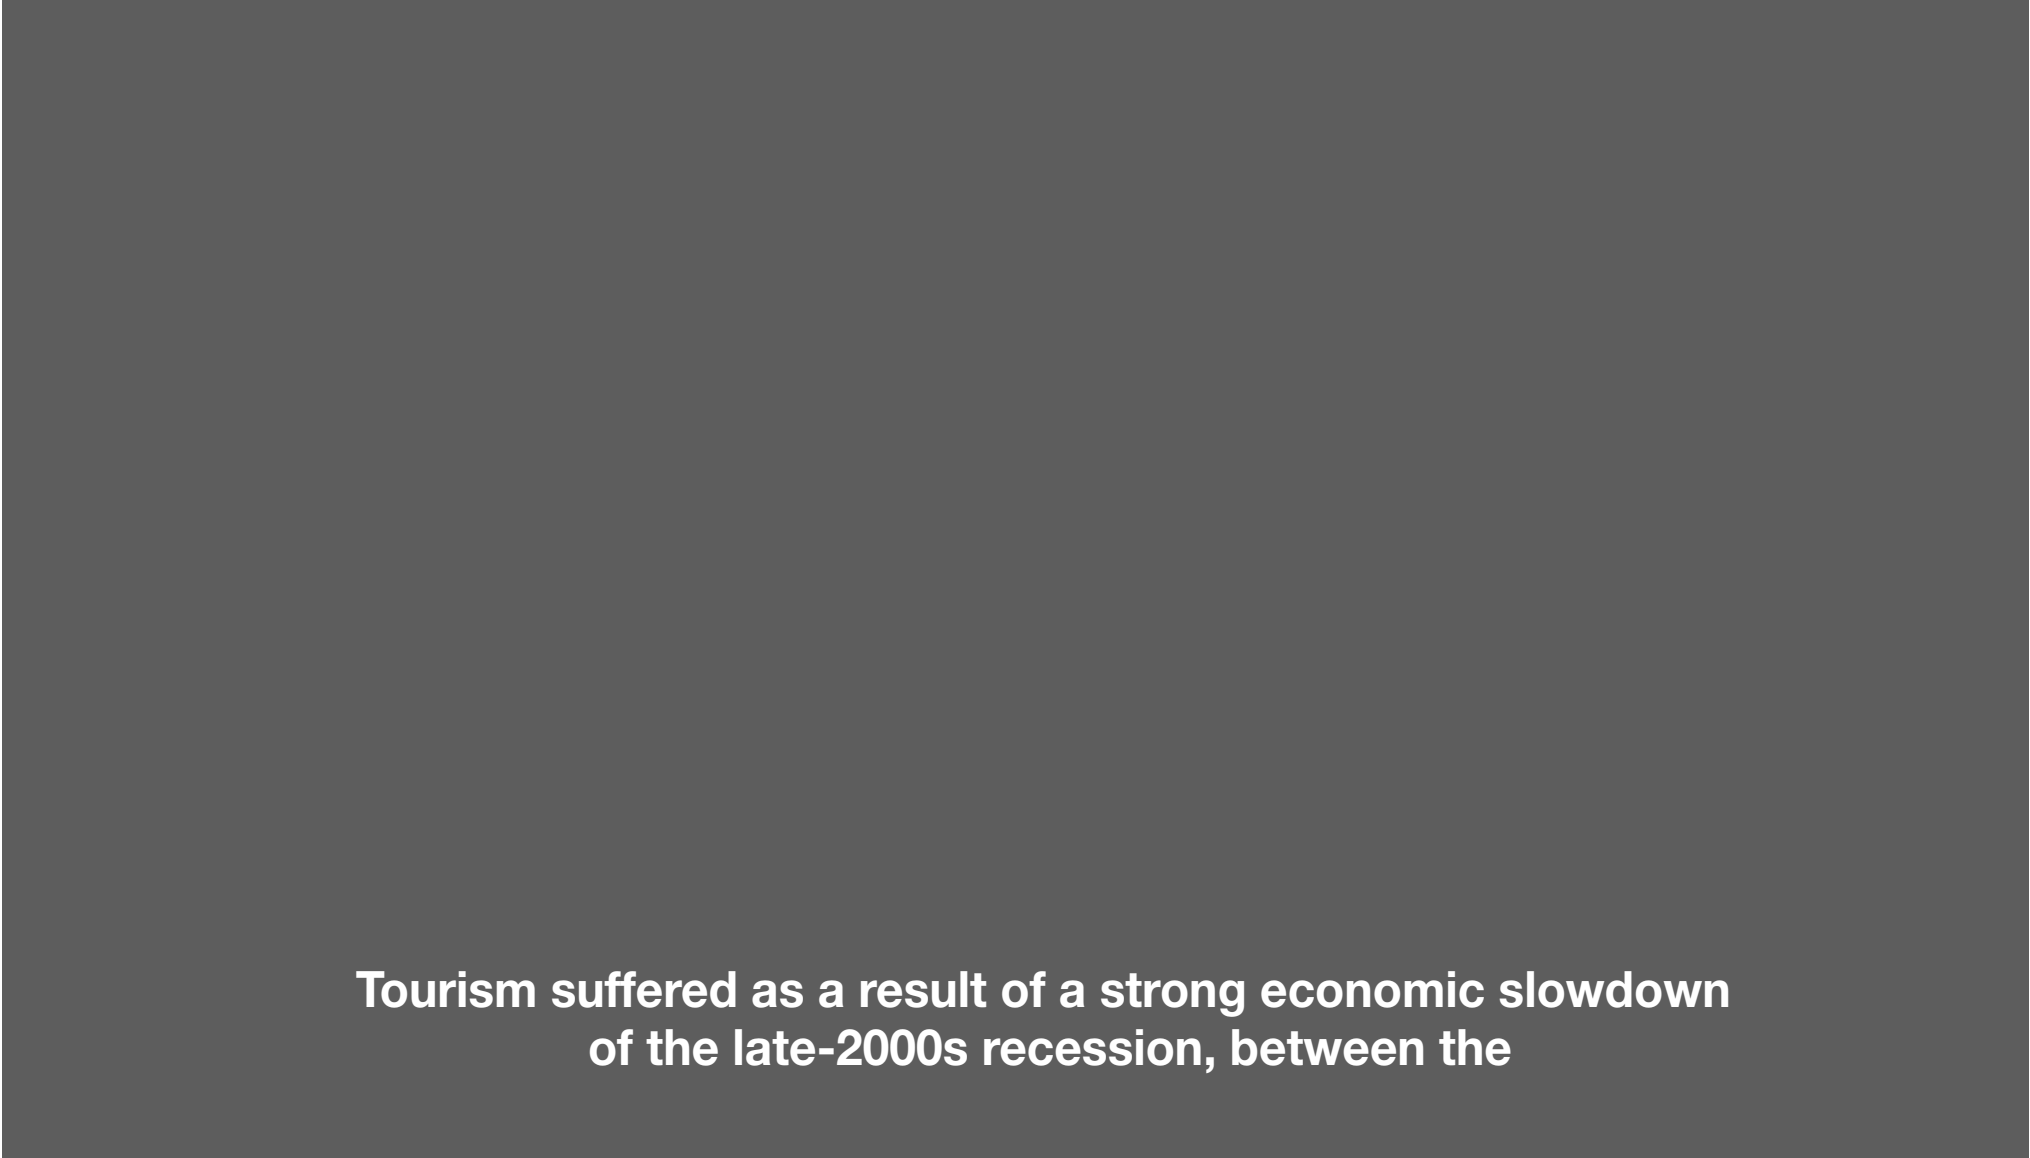 Tourism suffered as a result of a strong economic slowdown
of the late-2000s recession, between the